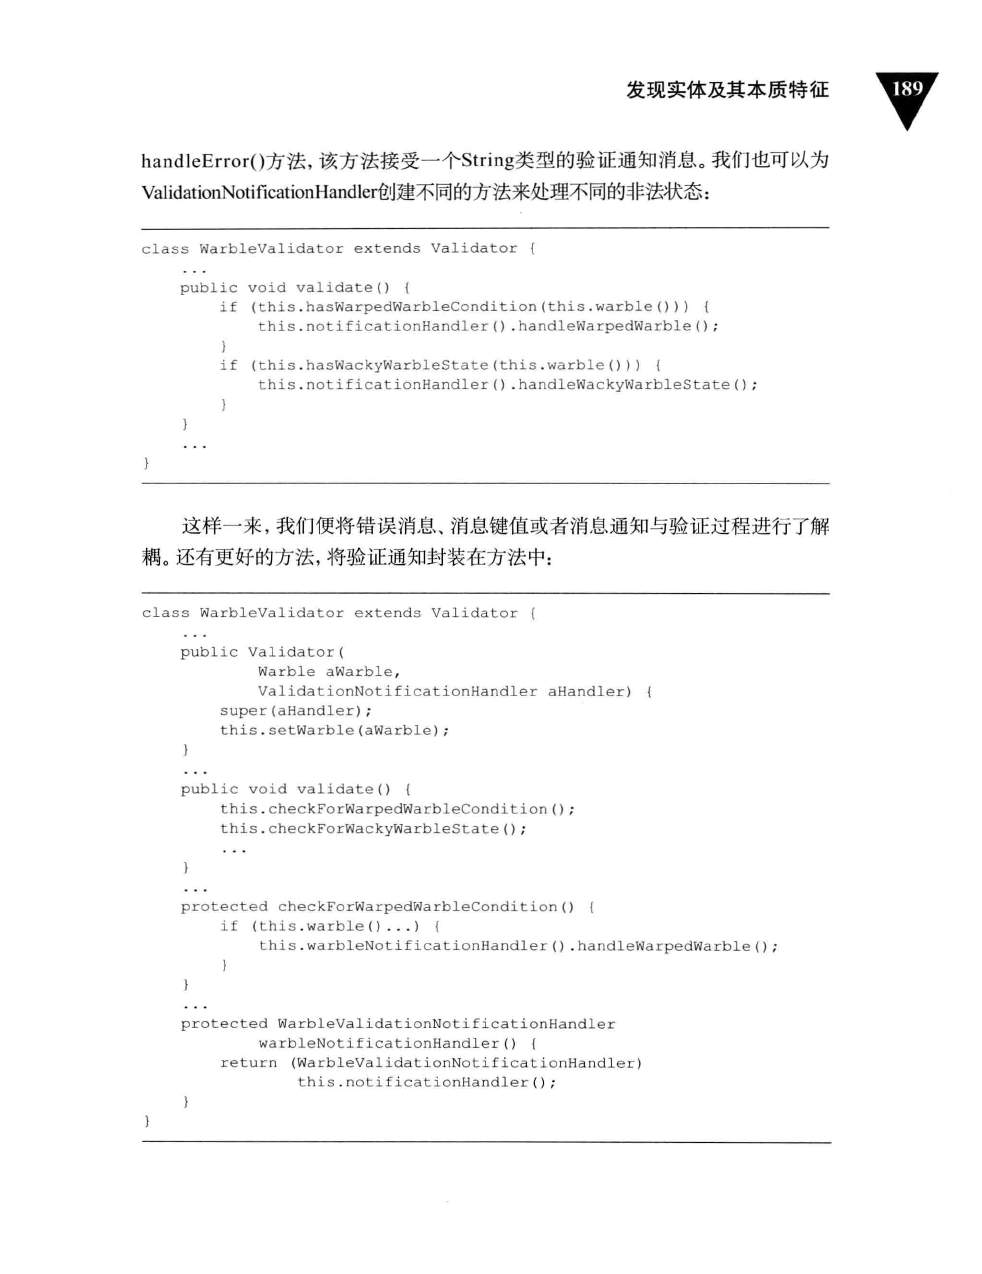 发现实体及其本质特征
189
handleError()方法，该方法接受一个String类型的验证通知消息。我们也可以为
ValidationNotificationHandler创建不同的方法来处理不同的非法状态：
class WarbleValidator extends Validator {
    ...
    public void validate() {
        if (this.hasWarpedWarbleCondition(this.warble())) {
            this.notificationHandler().handleWarpedWarble();
        }
        if (this.hasWackyWarbleState(this.warble())) {
            this.notificationHandler().handleWackyWarbleState();
        }
    }
    ...
}
这样一来，我们便将错误消息、消息键值或者消息通知与验证过程进行了解
耦。还有更好的方法，将验证通知封装在方法中：
class WarbleValidator extends Validator {
    ...
    public Validator(
            Warble aWarble,
            ValidationNotificationHandler aHandler) {
        super(aHandler);
        this.setWarble(aWarble);
    }
    ...
    public void validate() {
        this.checkForWarpedWarbleCondition();
        this.checkForWackyWarbleState();
        ...
    }
    ...
    protected checkForWarpedWarbleCondition() {
        if (this.warble()...) {
            this.warbleNotificationHandler().handleWarpedWarble();
        }
    }
    ...
    protected WarbleValidationNotificationHandler
            warbleNotificationHandler() {
        return (WarbleValidationNotificationHandler)
                this.notificationHandler();
    }
}